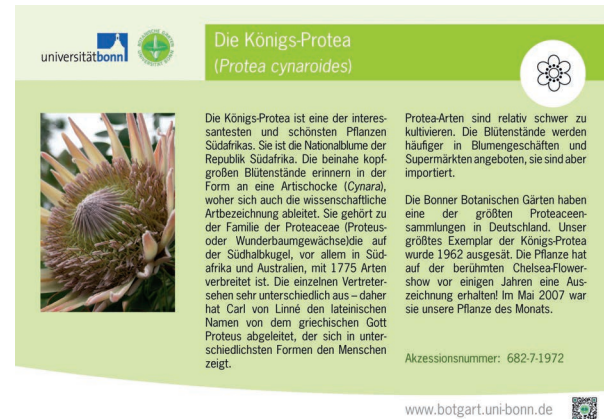 universitätbonn
Die Königs-Protea
(Protea cynaroides)
Die Königs-Protea ist eine der interes-
santesten und schönsten Pflanzen
Südafrikas. Sie ist die Nationalblume der
Republik Südafrika. Die beinahe kopf-
großen Blütenstände erinnern in der
Form an eine Artischocke (Cynara),
woher sich auch die wissenschaftliche
Artbezeichnung ableitet. Sie gehört zu
der Familie der Proteaceae (Proteus-
oder Wunderbaumgewächse)die auf
der Südhalbkugel, vor allem in Süd-
afrika und Australien, mit 1775 Arten
verbreitet ist. Die einzelnen Vertreter-
sehen sehr unterschiedlich aus – daher
hat Carl von Linné den lateinischen
Namen von dem griechischen Gott
Proteus abgeleitet, der sich in unter-
schiedlichsten Formen den Menschen
zeigt.
Protea-Arten sind relativ schwer zu
kultivieren. Die Blütenstände werden
häufiger in Blumengeschäften und
Supermärkten angeboten, sie sind aber
importiert.
Die Bonner Botanischen Gärten haben
eine der größten Proteaceen-
sammlungen in Deutschland. Unser
größtes Exemplar der Königs-Protea
wurde 1962 ausgesät. Die Pflanze hat
auf der berühmten Chelsea-Flower-
show vor einigen Jahren eine Aus-
zeichnung erhalten! Im Mai 2007 war
sie unsere Pflanze des Monats.
Akzessionsnummer: 682-7-1972
www.botgart.uni-bonn.de